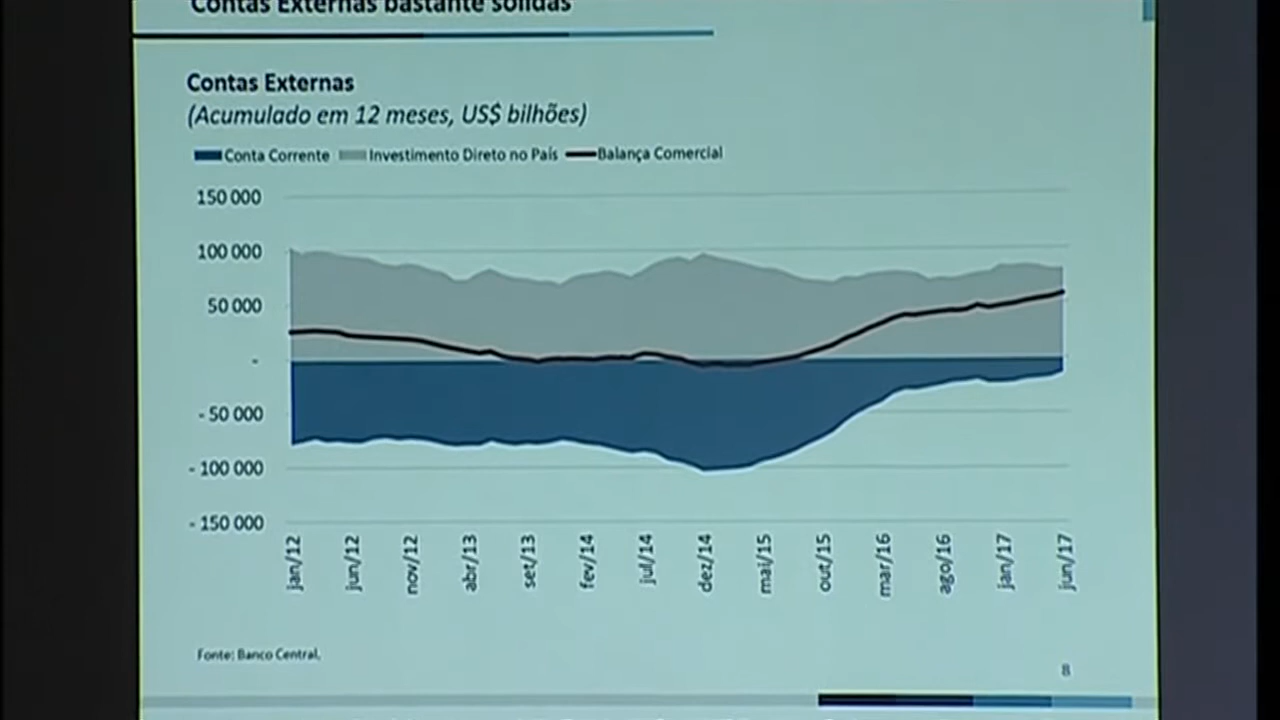 Contas Externas bastante sólidas
Contas Externas
(Acumulado em 12 meses, US$ bilhões)
Conta Corrente Investimento Direto no País Balança Comercial
150 000
100 000
50 000
-
- 50 000
- 100 000
- 150 000
jan/12 jun/12 nov/12 abr/13 set/13 fev/14 jul/14 dez/14 mai/15 out/15 mar/16 ago/16 jan/17 jun/17
Fonte: Banco Central.
8